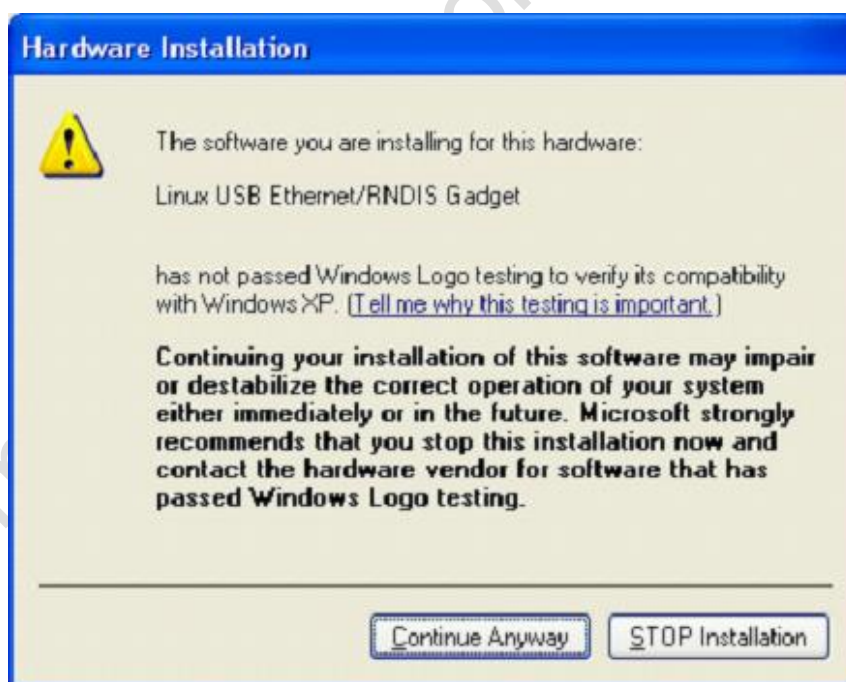 Hardware Installation
The software you are installing for this hardware:
Linux USB Ethernet/RNDIS Gadget
has not passed Windows Logo testing to verify its compatibility
with Windows XP. (Tell me why this testing is important.)
Continuing your installation of this software may impair
or destabilize the correct operation of your system
either immediately or in the future. Microsoft strongly
recommends that you stop this installation now and
contact the hardware vendor for software that has
passed Windows Logo testing.
Continue Anyway
STOP Installation